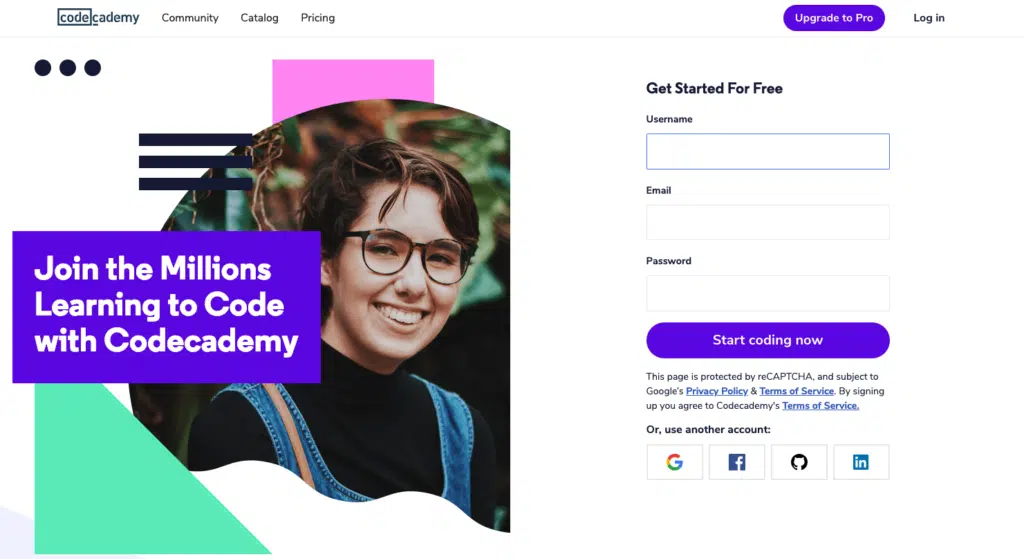 codecademy
Community
Catalog
Pricing
Upgrade to Pro
Log in
Join the Millions
Learning to Code
with Codecademy
Get Started For Free
Username
Email
Password
Start coding now
This page is protected by reCAPTCHA, and subject to
Google's Privacy Policy & Terms of Service. By signing
up you agree to Codecademy's Terms of Service.
Or, use another account: